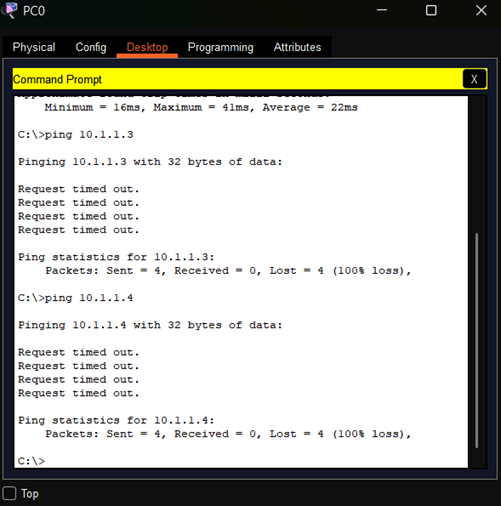 PC0
Physical Config Desktop Programming Attributes
Command Prompt X
Minimum = 16ms, Maximum = 41ms, Average = 22ms
C:\>ping 10.1.1.3
Pinging 10.1.1.3 with 32 bytes of data:
Request timed out.
Request timed out.
Request timed out.
Request timed out.
Ping statistics for 10.1.1.3:
Packets: Sent = 4, Received = 0, Lost = 4 (100% loss),
C:\>ping 10.1.1.4
Pinging 10.1.1.4 with 32 bytes of data:
Request timed out.
Request timed out.
Request timed out.
Request timed out.
Ping statistics for 10.1.1.4:
Packets: Sent = 4, Received = 0, Lost = 4 (100% loss),
C:\>
Top